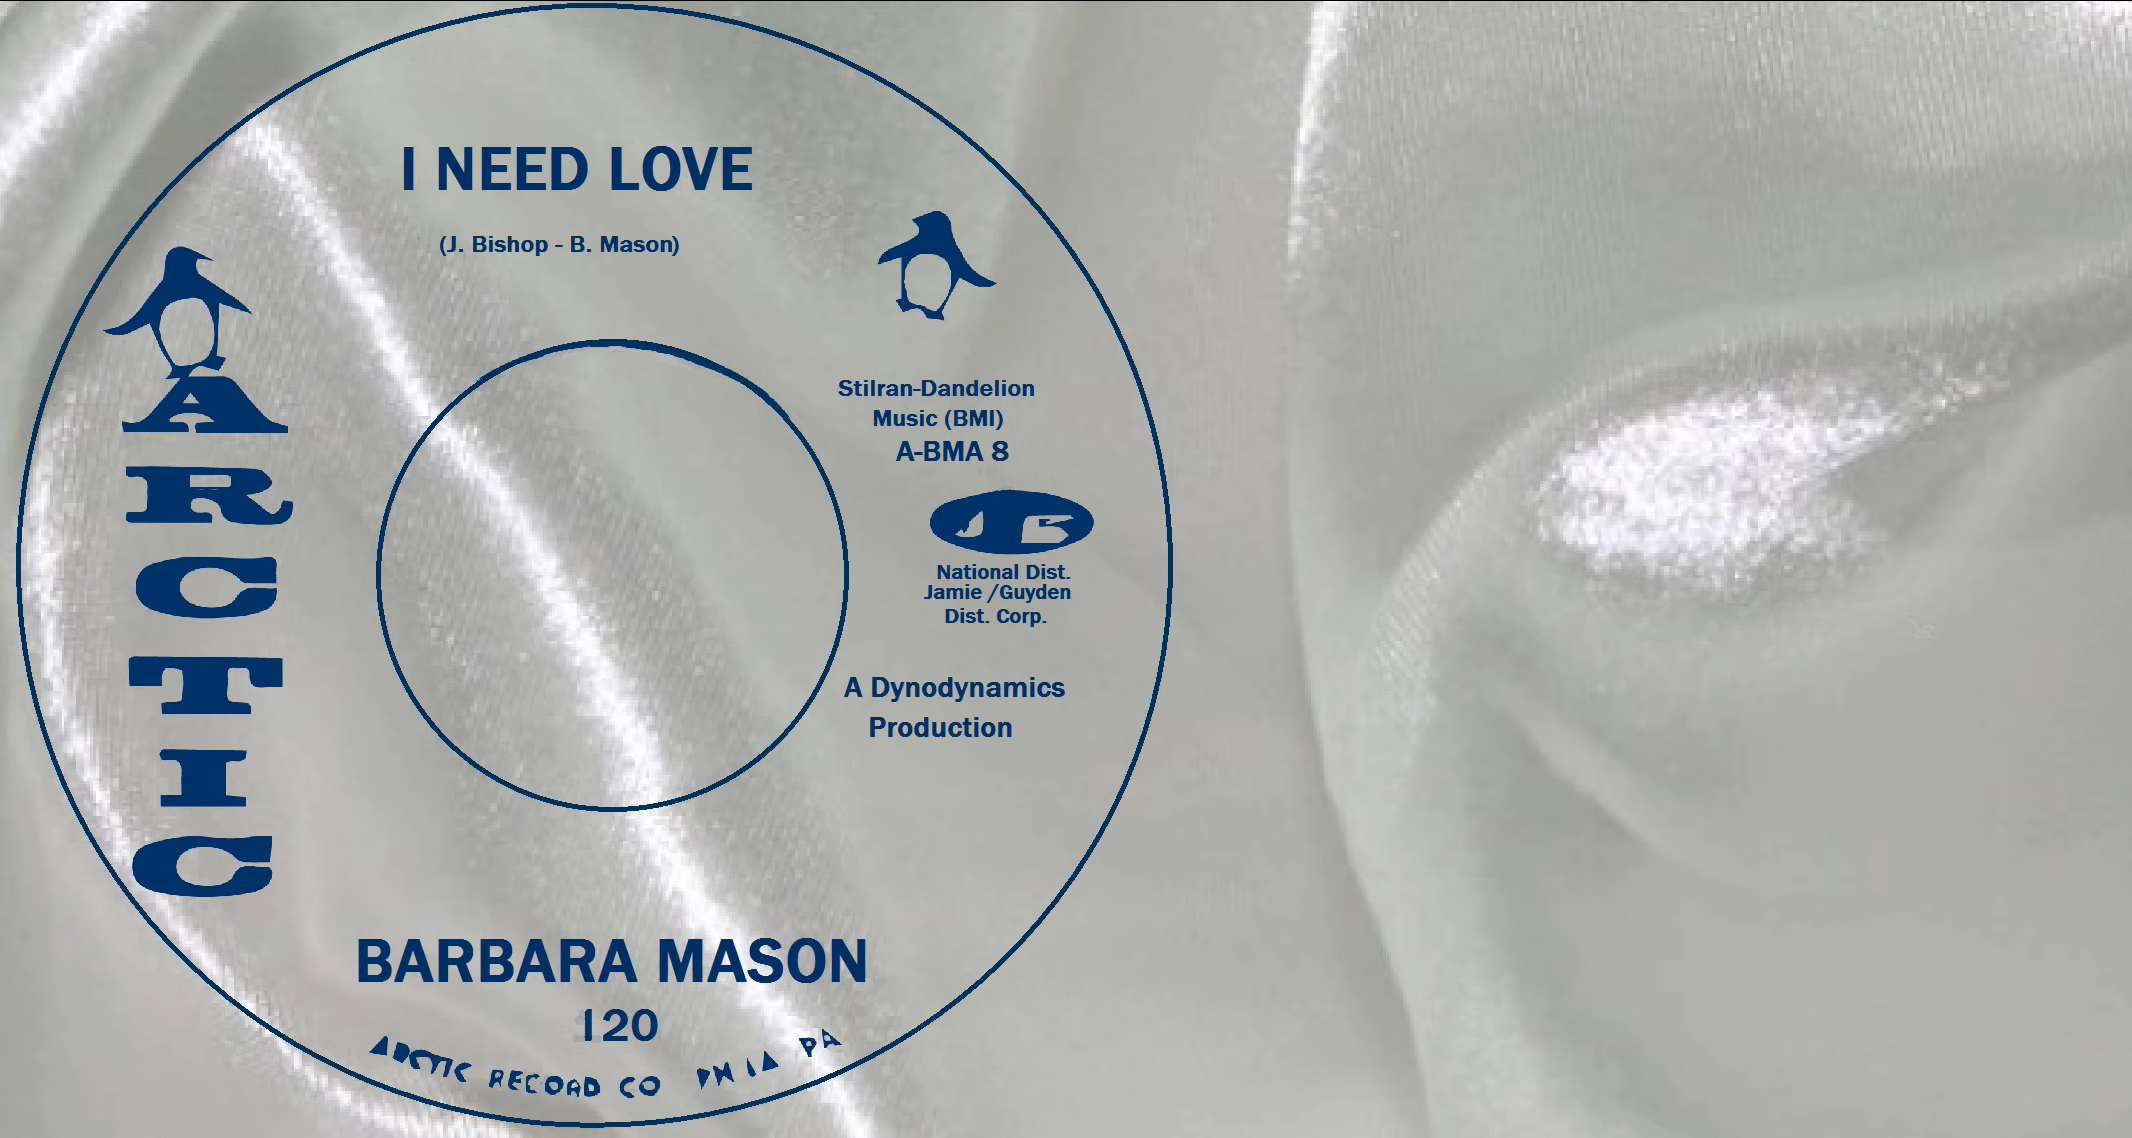 I NEED LOVE
(J. Bishop - B. Mason)
ARCTIC
Stilran-Dandelion
Music (BMI)
A-BMA 8
National Dist.
Jamie /Guyden
Dist. Corp.
A Dynodynamics
Production
BARBARA MASON
120
ARCTIC RECORD CO PHILA PA